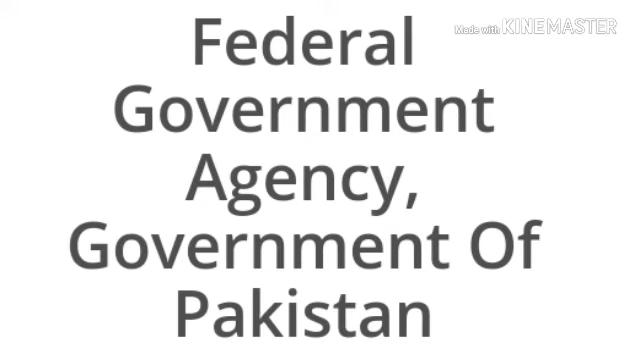 Made with KINEMASTER
Federal
Government
Agency,
Government Of
Pakistan